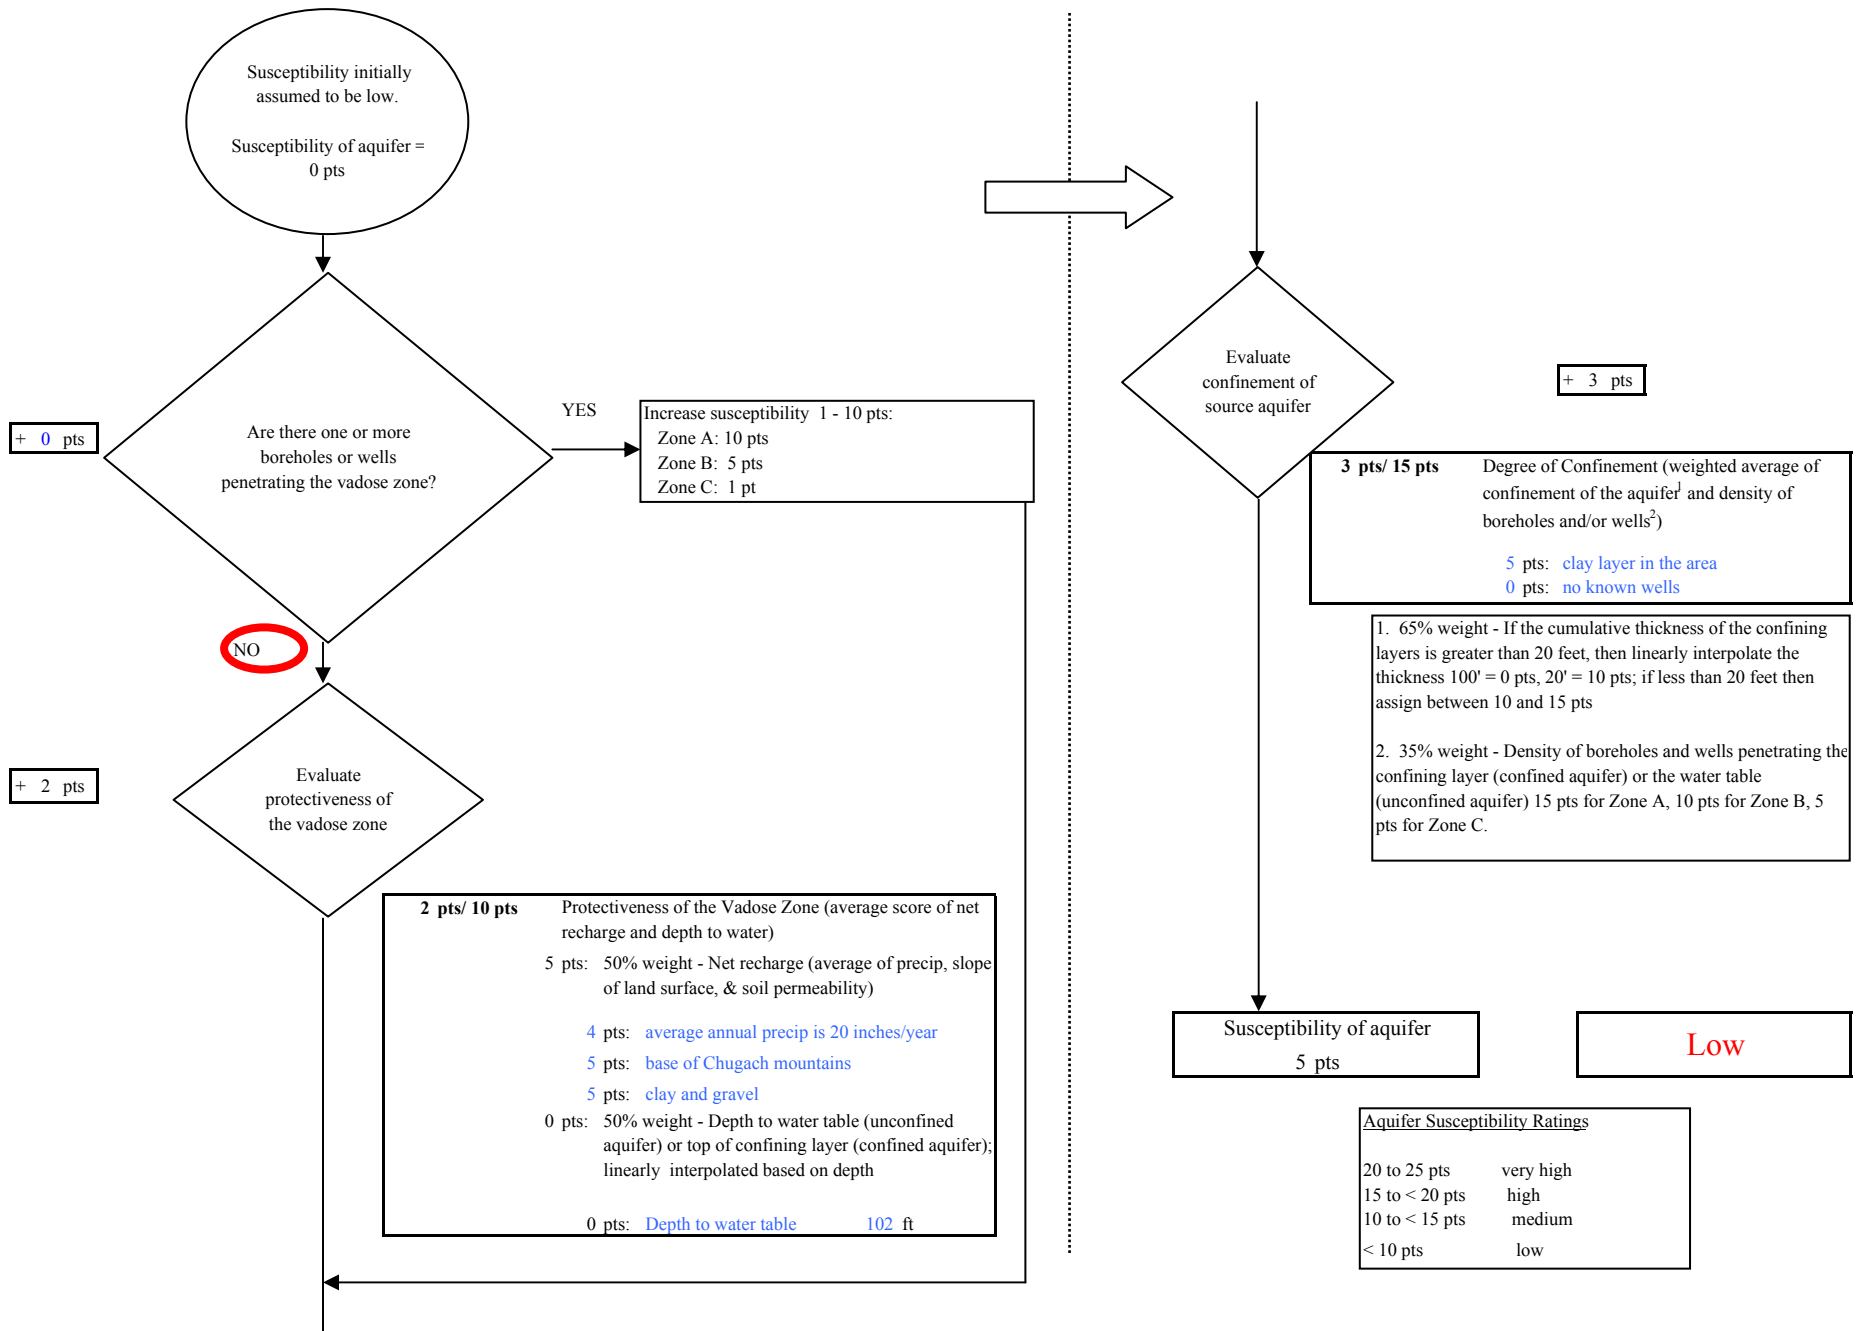 Susceptibility initially
assumed to be low.
Susceptibility of aquifer =
0 pts
+ 0 pts
Are there one or more
boreholes or wells
penetrating the vadose zone?
YES
Increase susceptibility 1 - 10 pts:
Zone A: 10 pts
Zone B: 5 pts
Zone C: 1 pt
NO
+ 2 pts
Evaluate
protectiveness of
the vadose zone
2 pts/ 10 pts Protectiveness of the Vadose Zone (average score of net
recharge and depth to water)
5 pts: 50% weight - Net recharge (average of precip, slope
of land surface, & soil permeability)
4 pts: average annual precip is 20 inches/year
5 pts: base of Chugach mountains
5 pts: clay and gravel
0 pts: 50% weight - Depth to water table (unconfined
aquifer) or top of confining layer (confined aquifer);
linearly interpolated based on depth
0 pts: Depth to water table 102 ft
Evaluate
confinement of
source aquifer
+ 3 pts
3 pts/ 15 pts Degree of Confinement (weighted average of
confinement of the aquifer1 and density of
boreholes and/or wells2)
5 pts: clay layer in the area
0 pts: no known wells
1. 65% weight - If the cumulative thickness of the confining
layers is greater than 20 feet, then linearly interpolate the
thickness 100' = 0 pts, 20' = 10 pts; if less than 20 feet then
assign between 10 and 15 pts
2. 35% weight - Density of boreholes and wells penetrating the
confining layer (confined aquifer) or the water table
(unconfined aquifer) 15 pts for Zone A, 10 pts for Zone B, 5
pts for Zone C.
Susceptibility of aquifer
5 pts
Low
Aquifer Susceptibility Ratings
20 to 25 pts very high
15 to < 20 pts high
10 to < 15 pts medium
< 10 pts low